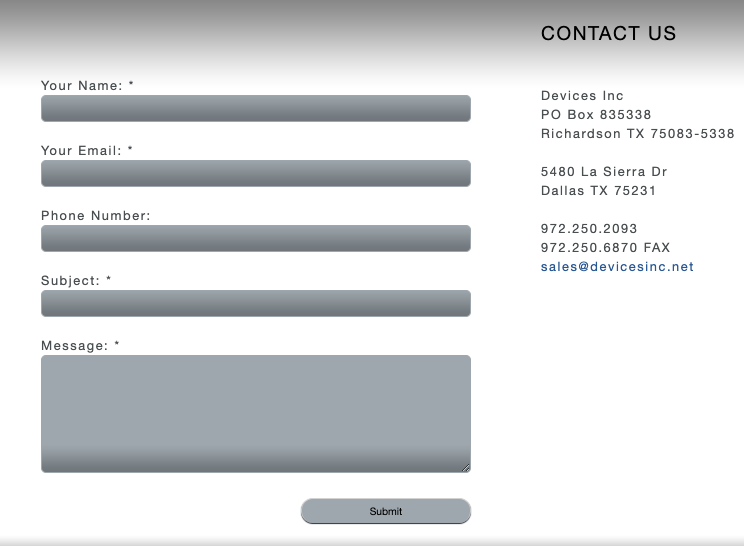 CONTACT US
Your Name: *
Your Email: *
Phone Number:
Subject: *
Message: *
Submit
Devices Inc
PO Box 835338
Richardson TX 75083-5338
5480 La Sierra Dr
Dallas TX 75231
972.250.2093
972.250.6870 FAX
sales@devicesinc.net